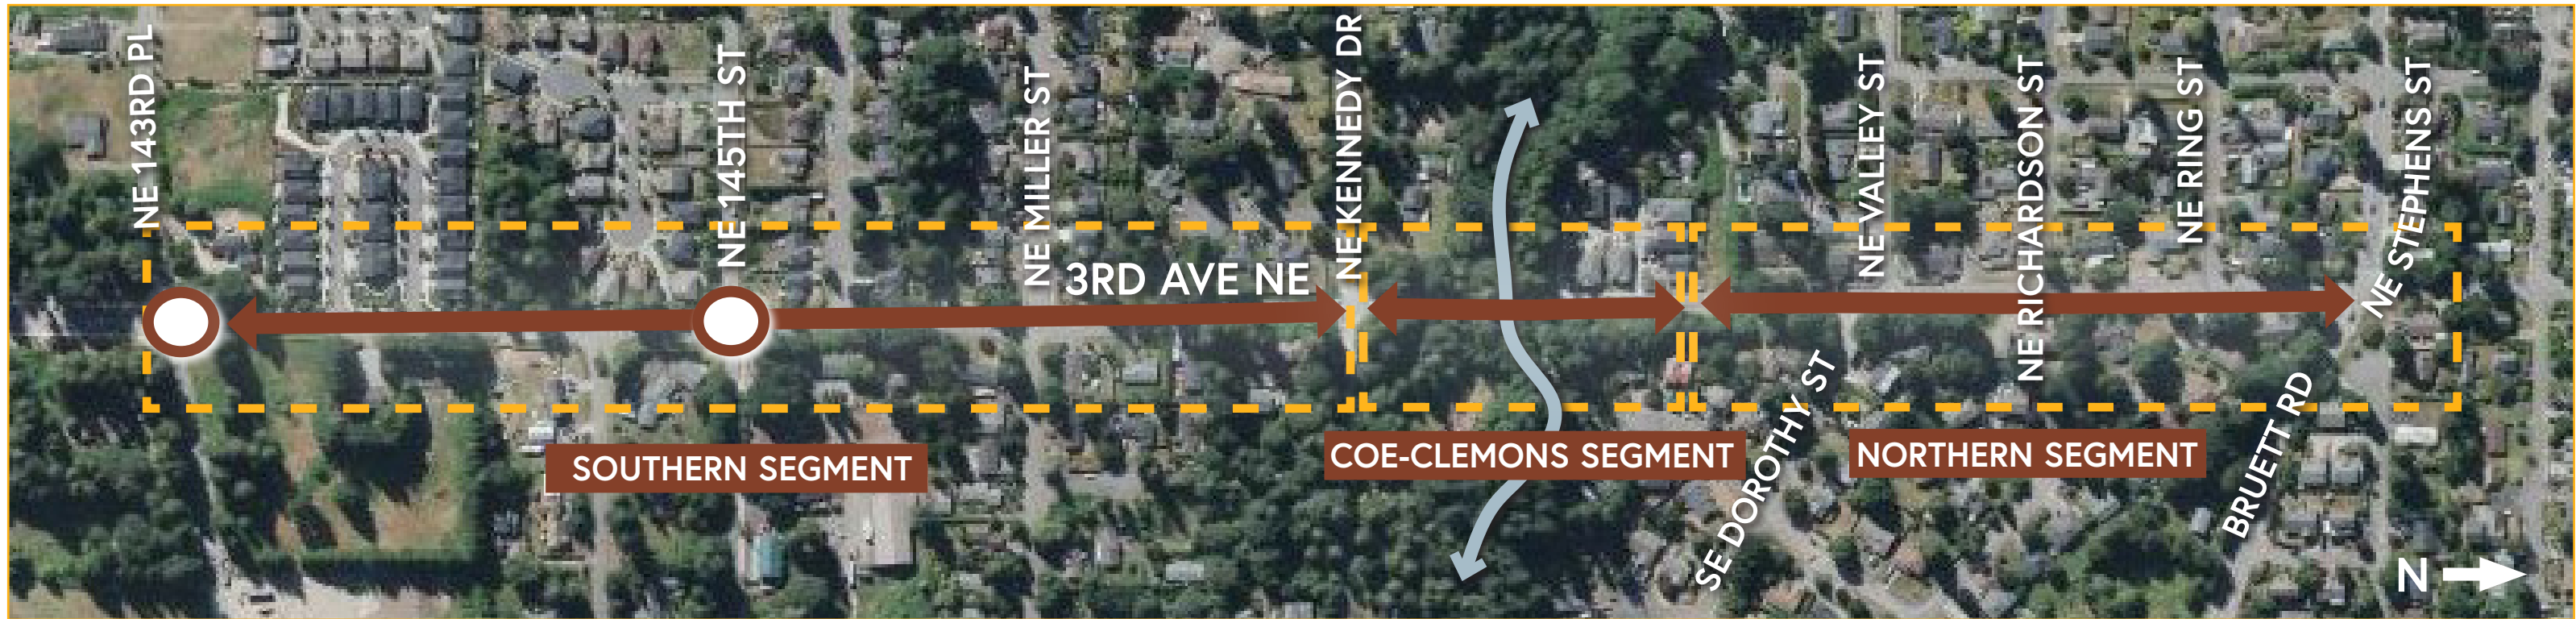 NE 143RD PL
NE 145TH ST
NE MILLER ST
NE KENNEDY DR
NE VALLEY ST
NE RICHARDSON ST
NE RING ST
NE STEPHENS ST
3RD AVE NE
SE DOROTHY ST
BRUETT RD
SOUTHERN SEGMENT
COE-CLEMONS SEGMENT
NORTHERN SEGMENT
N